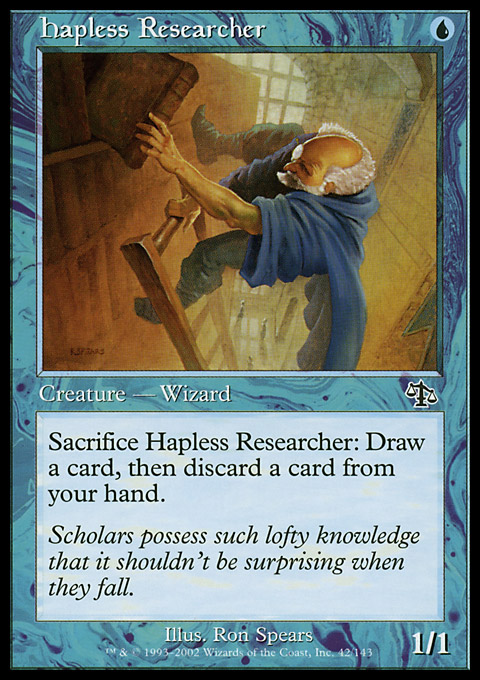 Hapless Researcher
Creature — Wizard
Sacrifice Hapless Researcher: Draw
a card, then discard a card from
your hand.
Scholars possess such lofty knowledge
that it shouldn't be surprising when
they fall.
Illus. Ron Spears
1/1
™ & © 1993–2002 Wizards of the Coast, Inc. 42/143